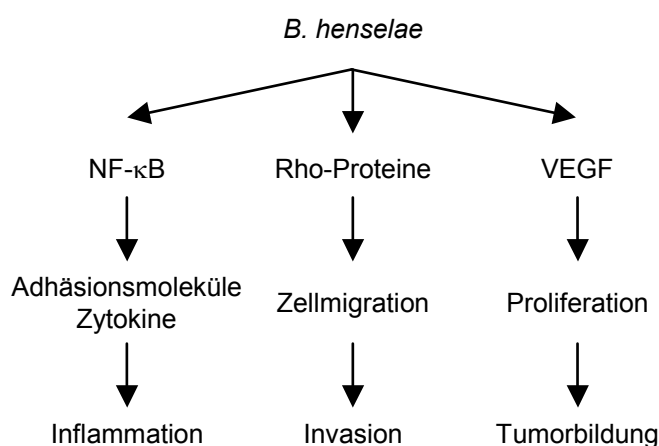 B. henselae
NF-κB
Rho-Proteine
VEGF
Adhäsionsmoleküle
Zytokine
Zellmigration
Proliferation
Inflammation
Invasion
Tumorbildung